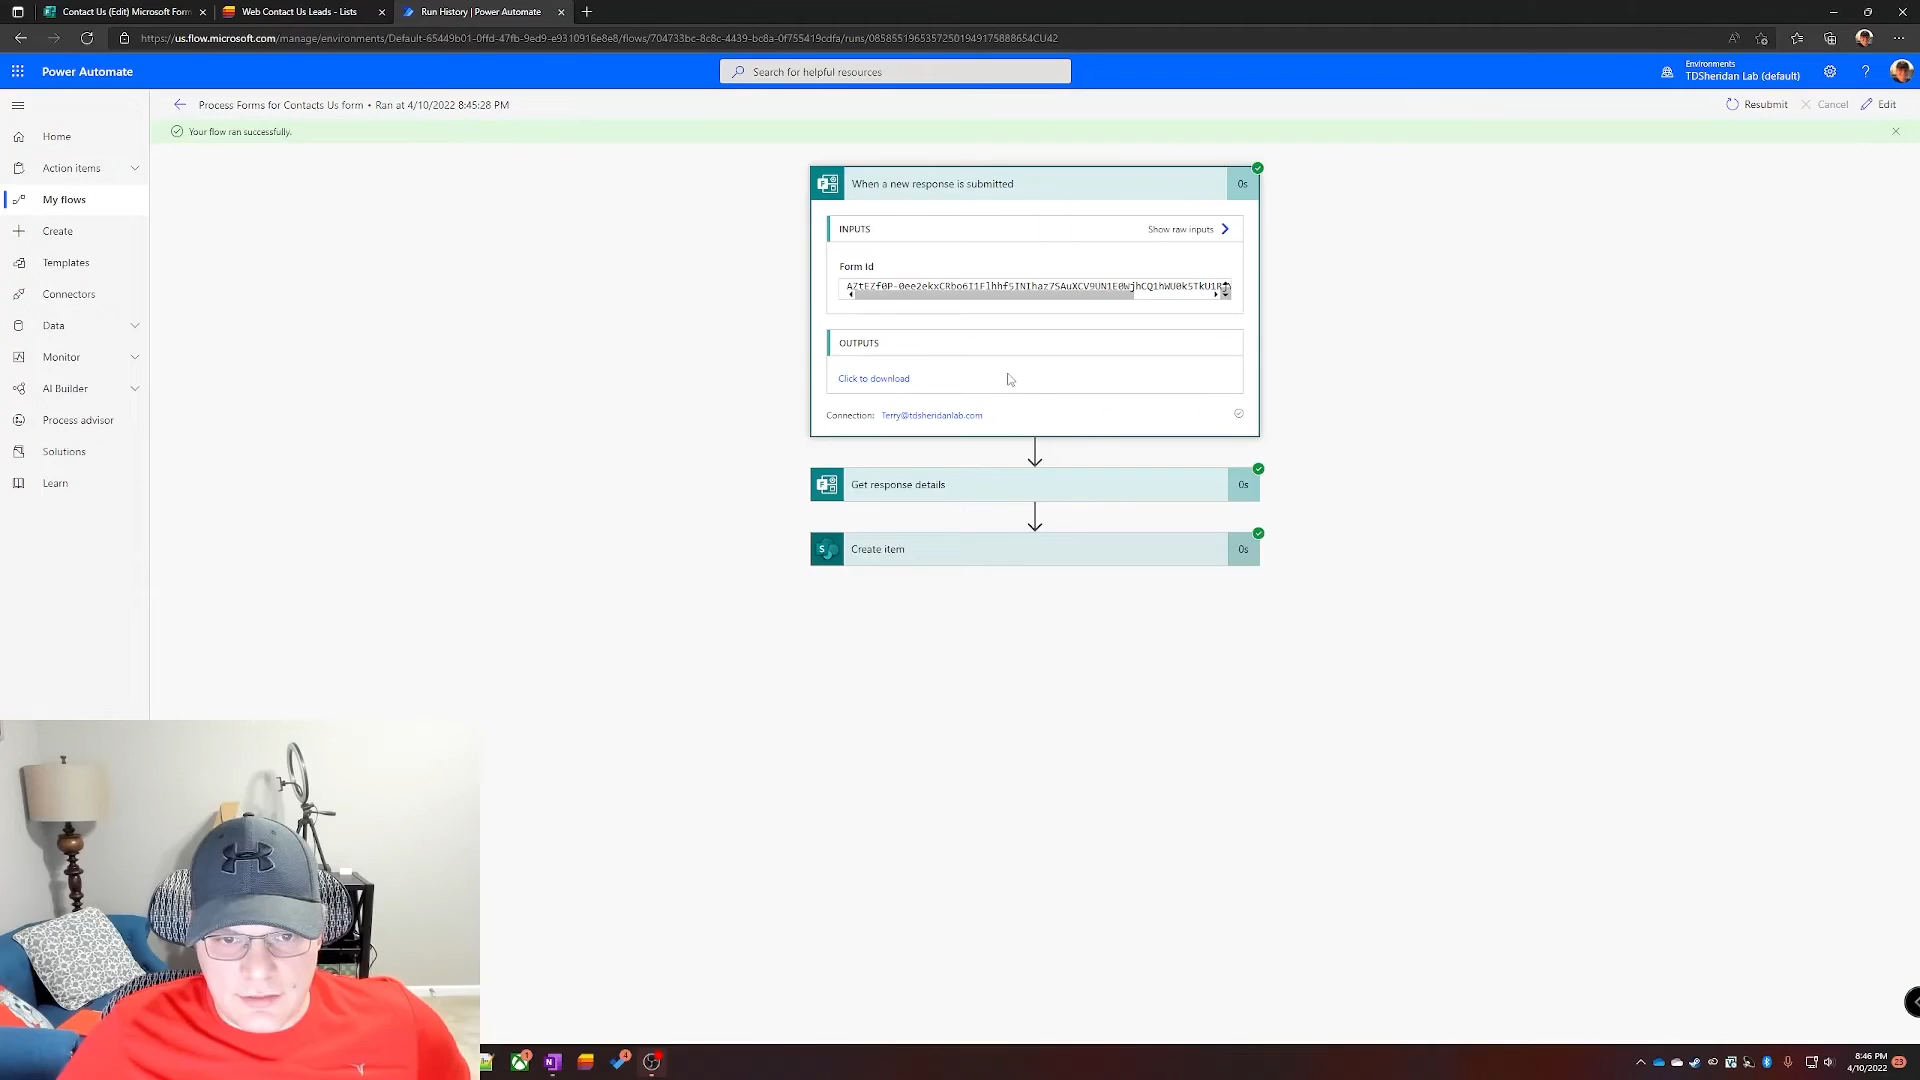 Contact Us (Edit) Microsoft Form
Web Contact Us Leads - Lists
Run History | Power Automate
https://us.flow.microsoft.com/manage/environments/Default-65449b01-0ffd-47fb-9ed9-e9310916e8e8/flows/704733bc-8c8c-4439-bc8a-0f755419cdfa/runs/08585519653572501949175888654CU42
Power Automate
Search for helpful resources
Environments
TDSheridan Lab (default)
Process Forms for Contacts Us form • Ran at 4/10/2022 8:45:28 PM
Resubmit
Cancel
Edit
Your flow ran successfully.
Home
Action items
My flows
Create
Templates
Connectors
Data
Monitor
AI Builder
Process advisor
Solutions
Learn
When a new response is submitted
0s
INPUTS
Show raw inputs
Form Id
OUTPUTS
Click to download
Connection: Terry@tdsheridanlab.com
Get response details
0s
Create item
0s
8:46 PM
4/10/2022
23